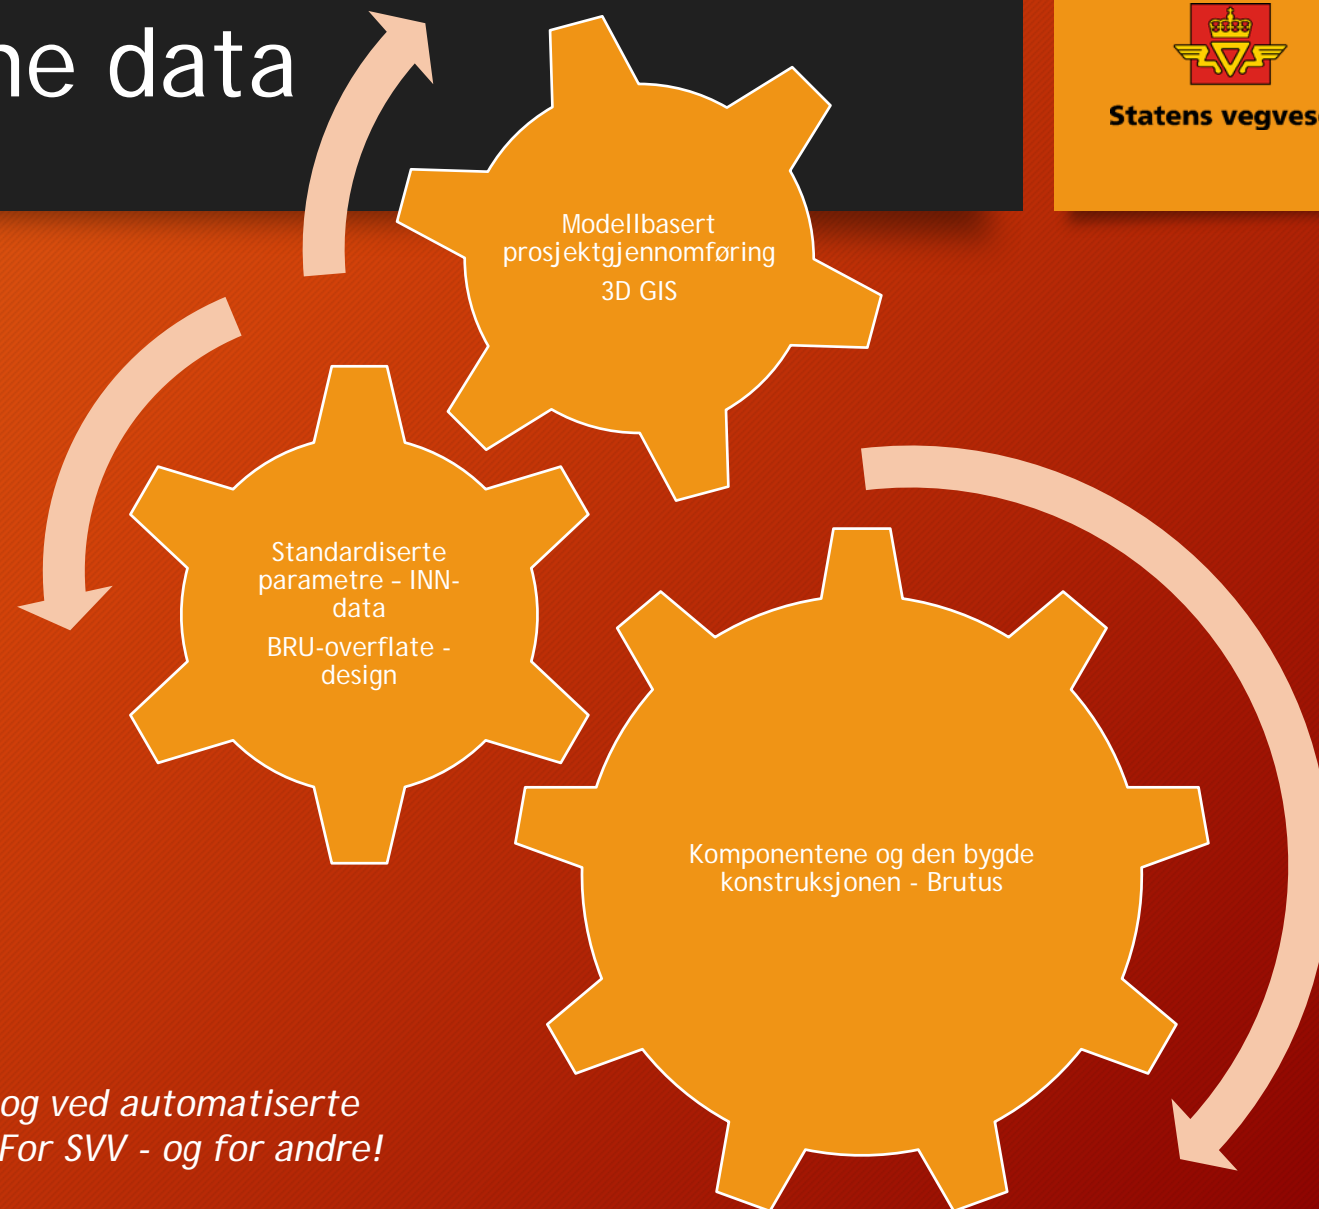 ne data
Statens vegvese
Modellbasert
prosjektgjennomføring
3D GIS
Standardiserte
parametre – INN-
data
BRU-overflate -
design
Komponentene og den bygde
konstruksjonen - Brutus
og ved automatiserte
For SVV - og for andre!